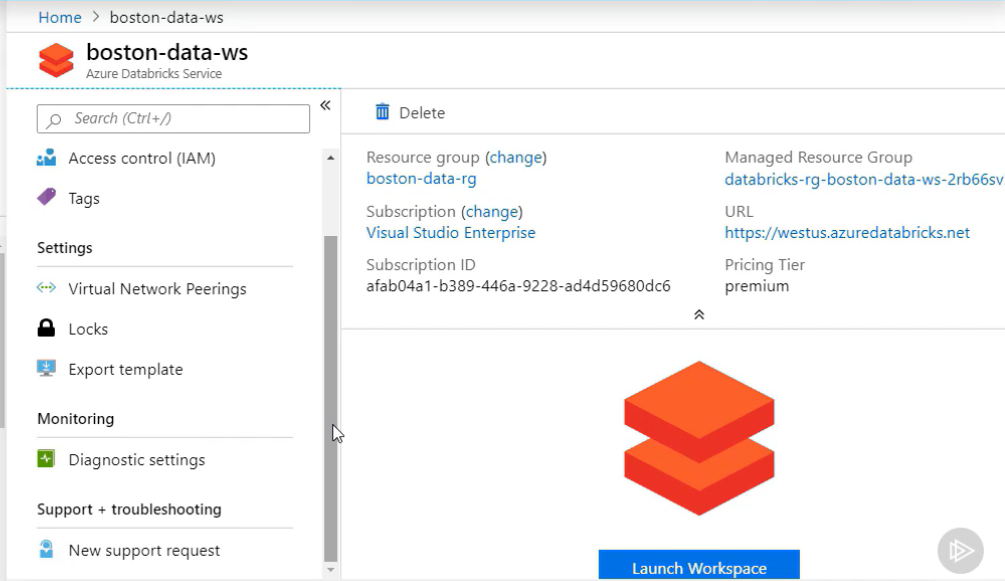 Home > boston-data-ws
boston-data-ws
Azure Databricks Service
Search (Ctrl+/)
«
Access control (IAM)
Tags
Settings
Virtual Network Peerings
Locks
Export template
Monitoring
Diagnostic settings
Support + troubleshooting
New support request
Delete
Resource group (change)
boston-data-rg
Subscription (change)
Visual Studio Enterprise
Subscription ID
afab04a1-b389-446a-9228-ad4d59680dc6
Managed Resource Group
databricks-rg-boston-data-ws-2rb66sv
URL
https://westus.azuredatabricks.net
Pricing Tier
premium
Launch Workspace